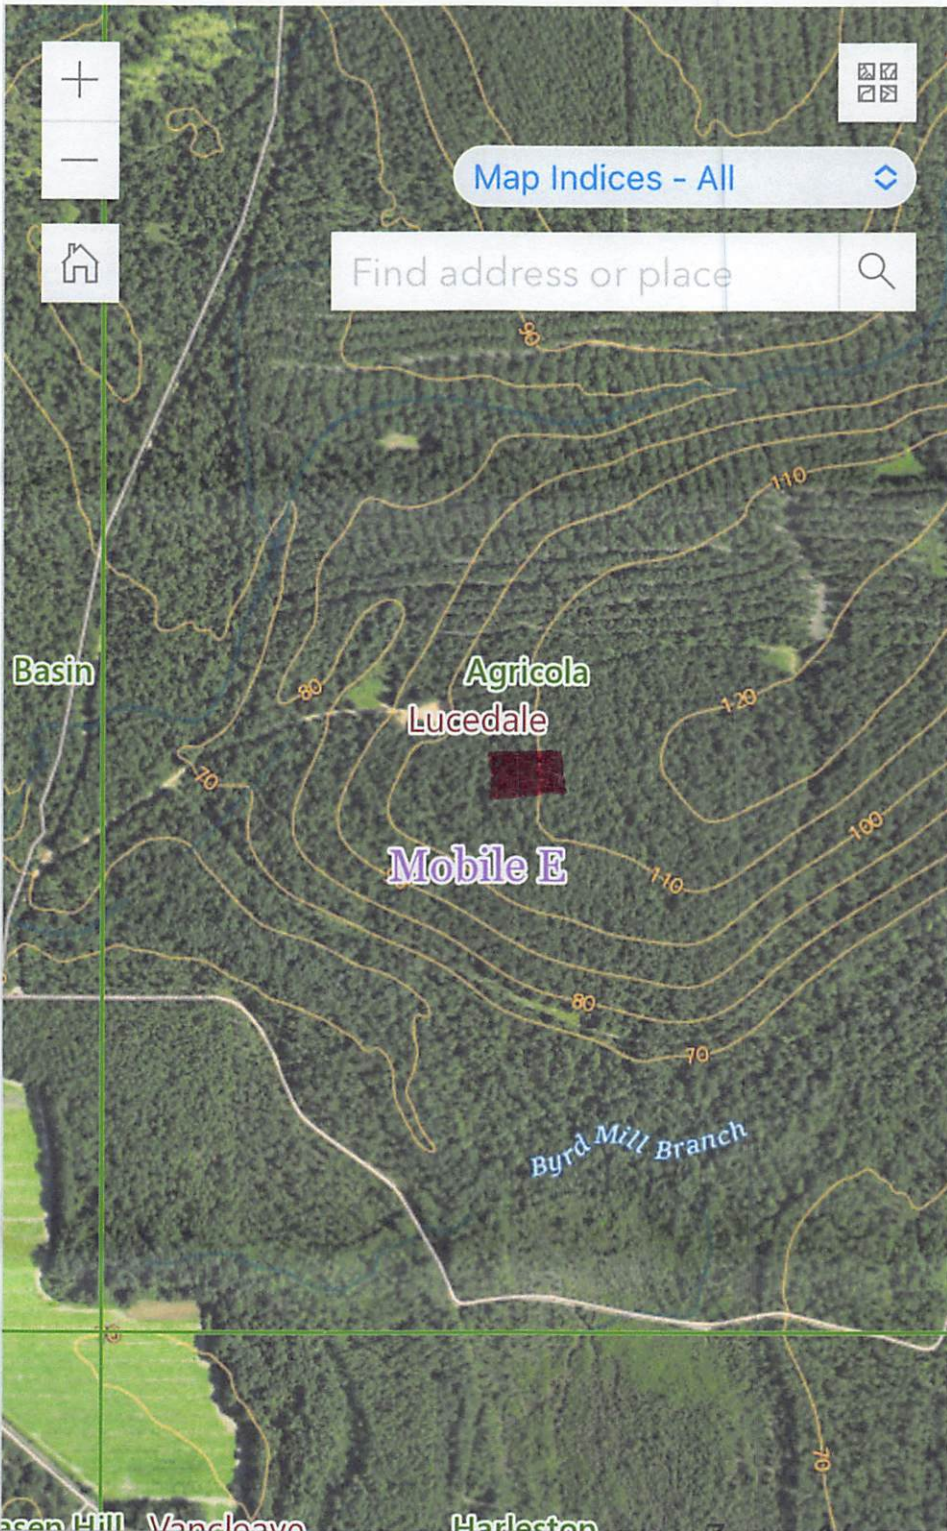 Map Indices - All
Find address or place
90
110
Basin
Agricola
80
Lucedale
120
70
100
Mobile E
110
80
70
Byrd Mill Branch
70
Vancleave
Harleston